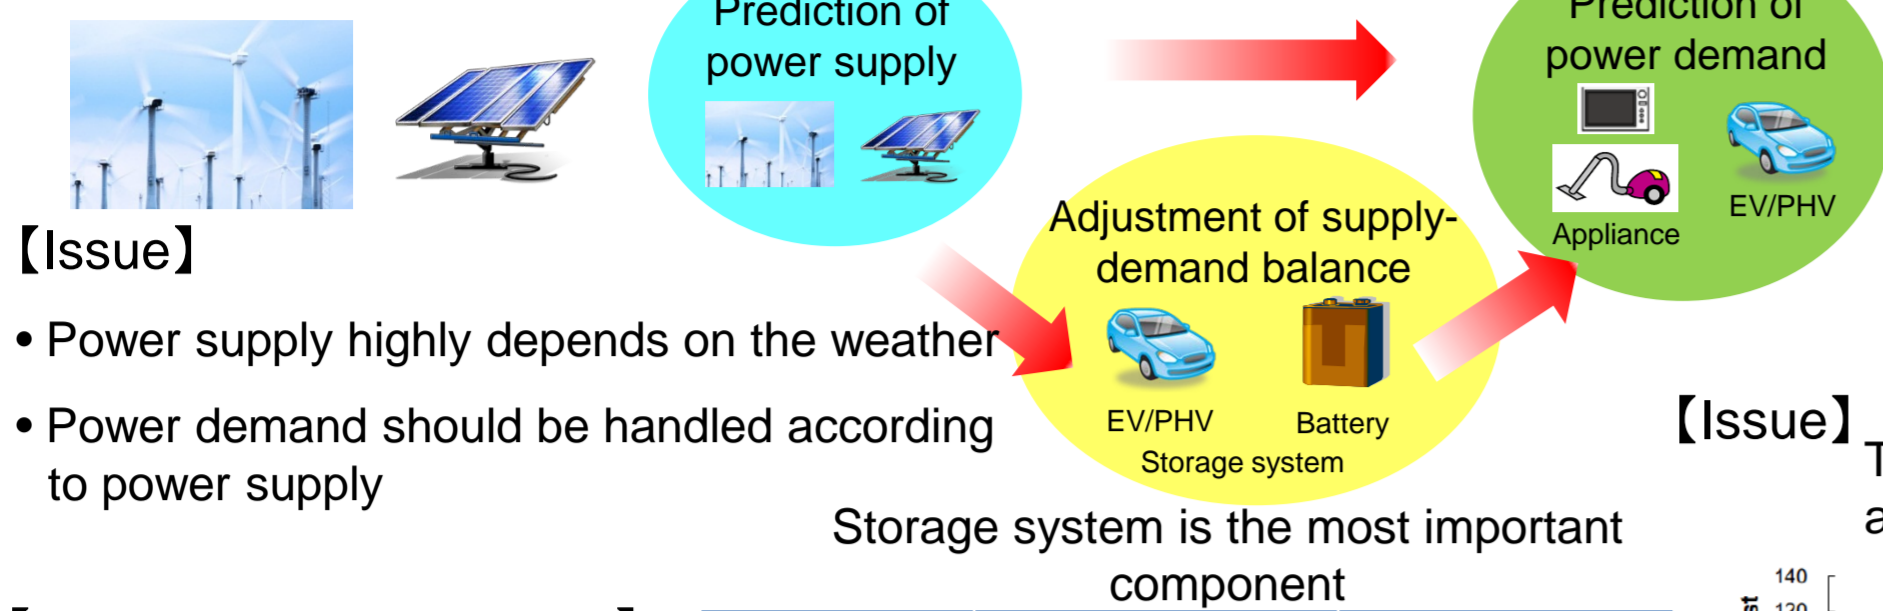 Prediction of
power supply
Prediction of
power demand
Appliance
EV/PHV
Adjustment of supply-
demand balance
EV/PHV
Battery
Storage system
【Issue】
• Power supply highly depends on the weather
• Power demand should be handled according
to power supply
Storage system is the most important
component
【Issue】
140
120